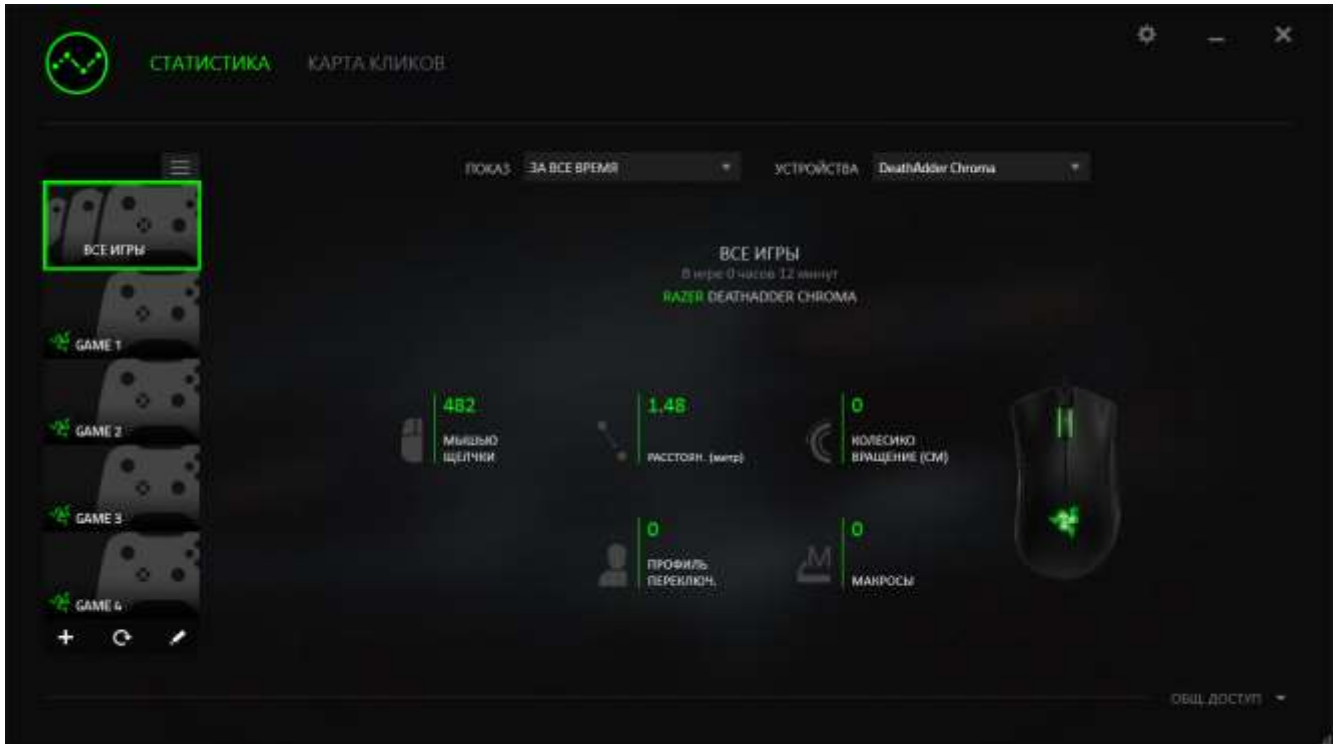 СТАТИСТИКА КАРТА КЛИКОВ
ПОКАЗ ЗА ВСЕ ВРЕМЯ УСТРОЙСТВА DeathAdder Chroma
ВСЕ ИГРЫ
GAME 1
GAME 2
GAME 3
GAME 4
ВСЕ ИГРЫ
В игре 0 часов 12 минут
RAZER DEATHADDER CHROMA
482
МЫШЬЮ
ЩЕЛЧКИ
1.48
РАССТОЯН. (метр)
0
КОЛЕСИКО
ВРАЩЕНИЕ (СМ)
0
ПРОФИЛЬ
ПЕРЕКЛЮЧ.
0
МАКРОСЫ
ОБЩ. ДОСТУП